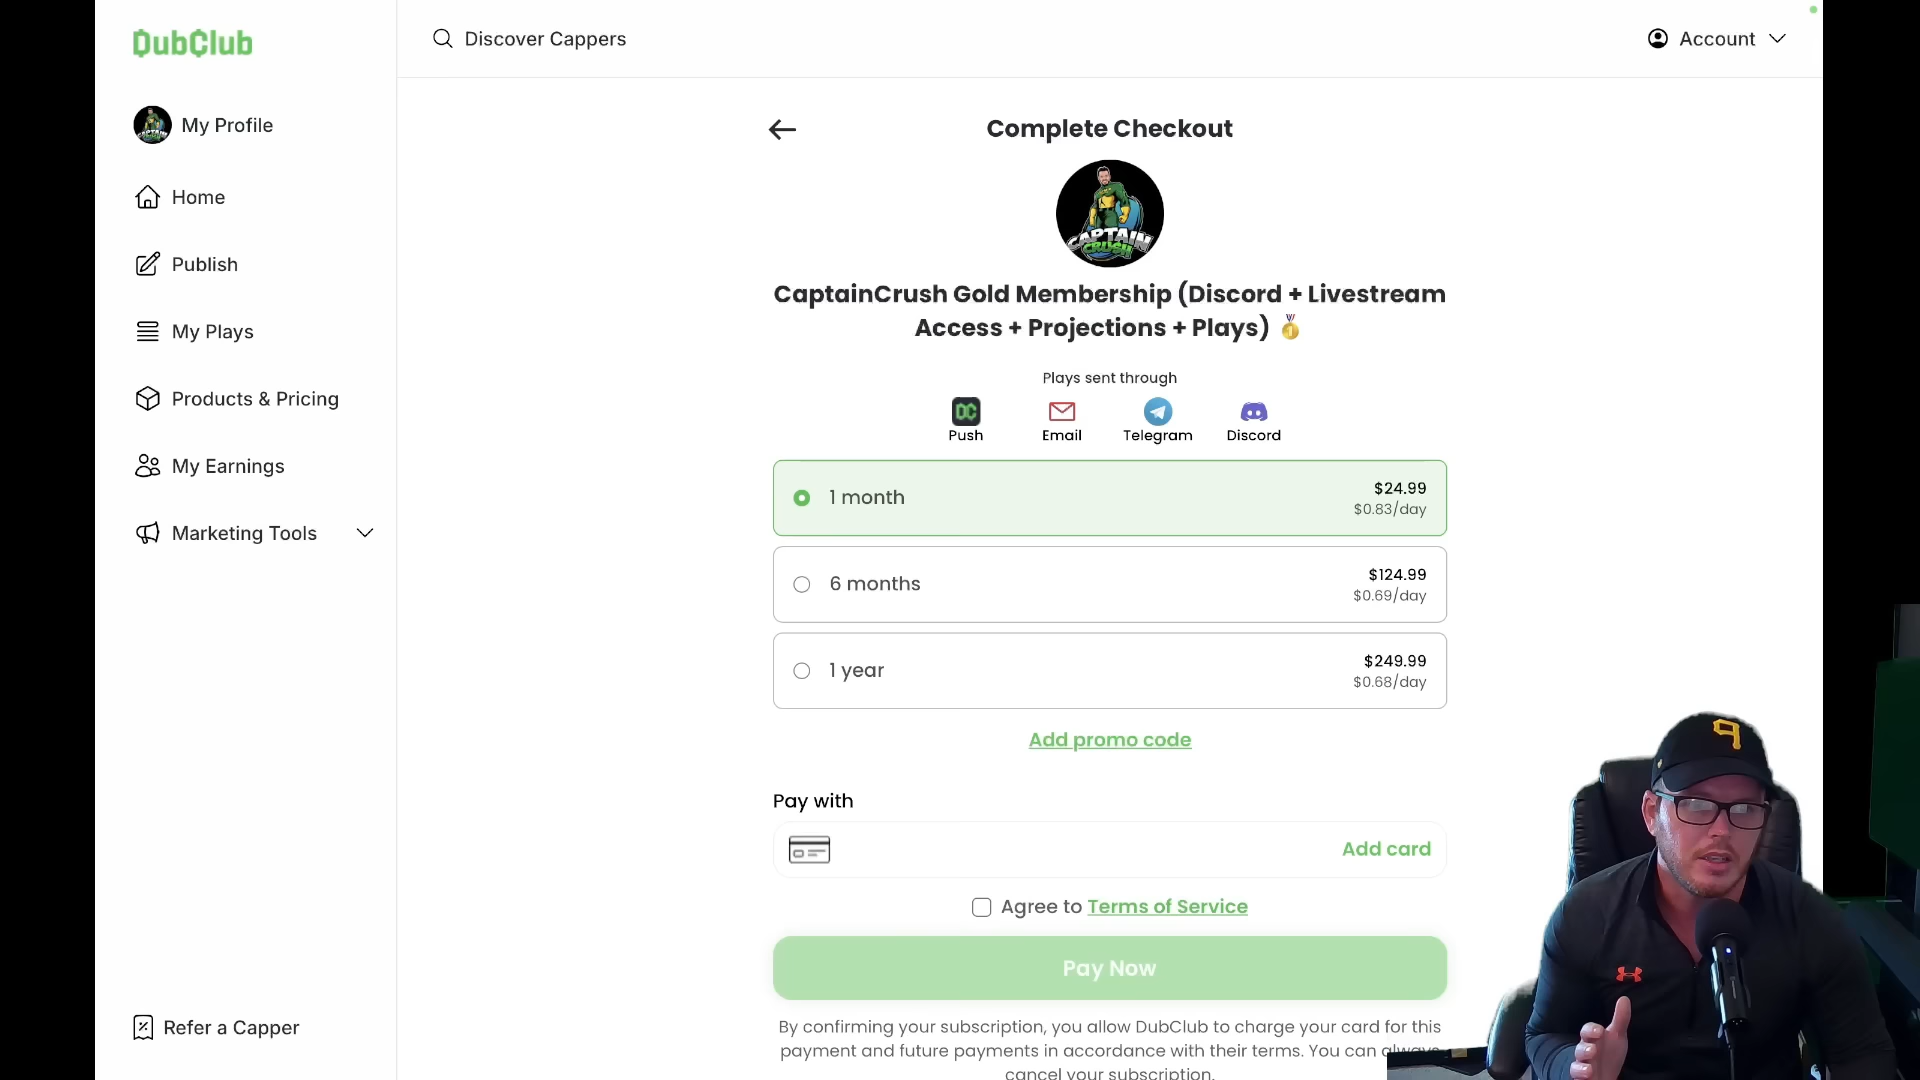 DubClub
Discover Cappers
Account
My Profile
Home
Publish
My Plays
Products & Pricing
My Earnings
Marketing Tools
Refer a Capper
Complete Checkout
CAPTAIN
CRUSH
CaptainCrush Gold Membership (Discord + Livestream
Access + Projections + Plays) 🥇
Plays sent through
DC
Push
Email
Telegram
Discord
1 month
$24.99
$0.83/day
6 months
$124.99
$0.69/day
1 year
$249.99
$0.68/day
Add promo code
Pay with
Add card
Agree to Terms of Service
Pay Now
By confirming your subscription, you allow DubClub to charge your card for this
payment and future payments in accordance with their terms. You can always
cancel your subscription.